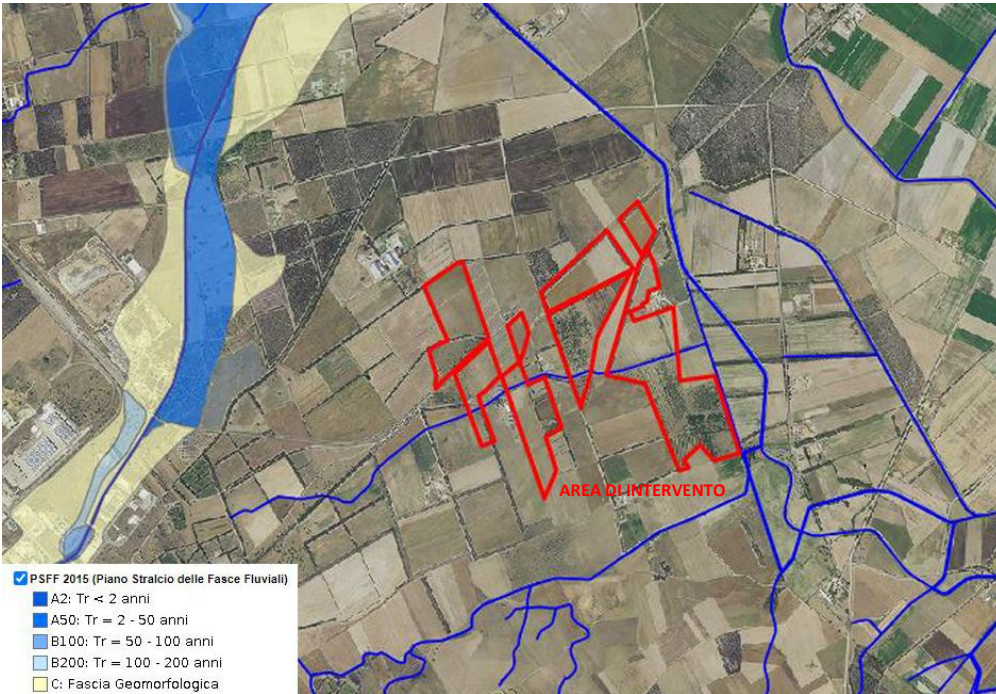 AREA DI INTERVENTO
PSFF 2015 (Piano Stralcio delle Fasce Fluviali)
A2: Tr < 2 anni
A50: Tr = 2 - 50 anni
B100: Tr = 50 - 100 anni
B200: Tr = 100 - 200 anni
C: Fascia Geomorfologica